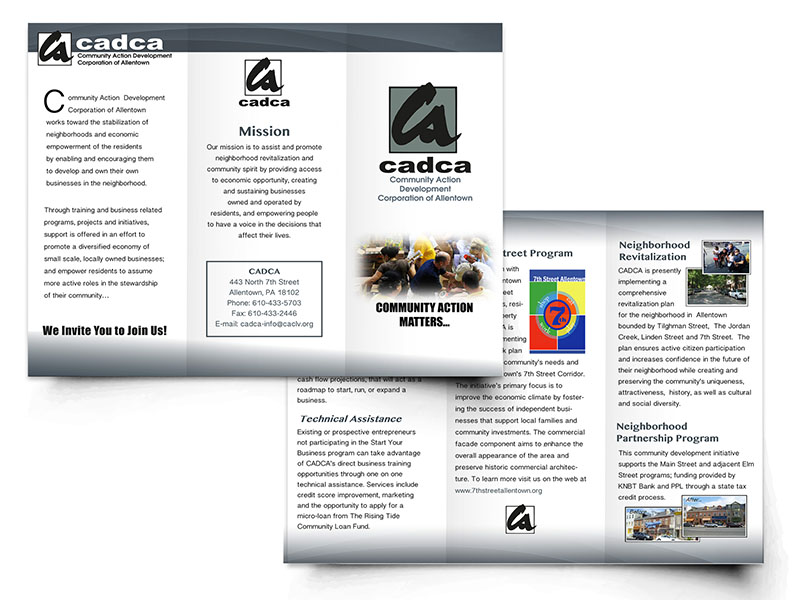 cadca
Community Action Development
Corporation of Allentown
Community Action Development
Corporation of Allentown
works toward the stabilization of
neighborhoods and economic
empowerment of the residents
by enabling and encouraging them
to develop and own their own
businesses in the neighborhood.
Through training and business related
programs, projects and initiatives,
support is offered in an effort to
promote a diversified economy of
small scale, locally owned businesses;
and empower residents to assume
more active roles in the stewardship
of their community...
We Invite You to Join Us!
Ca
cadca
Mission
Our mission is to assist and promote
neighborhood revitalization and
community spirit by providing access
to economic opportunity, creating
and sustaining businesses
owned and operated by
residents, and empowering people
to have a voice in the decisions that
affect their lives.
CADCA
443 North 7th Street
Allentown, PA 18102
Phone: 610-433-5703
Fax: 610-433-2446
E-mail: cadca-info@caclv.org
Ca
cadca
Community Action
Development
Corporation of Allentown
COMMUNITY ACTION
MATTERS...
cash flow projections, that will act as a
roadmap to start, run, or expand a
business.
Technical Assistance
Existing or prospective entrepreneurs
not participating in the Start Your
Business program can take advantage
of CADCA's direct business training
opportunities through one on one
technical assistance. Services include
credit score improvement, marketing
and the opportunity to apply for a
micro-loan from The Rising Tide
Community Loan Fund.
treet Program
with
ntown
reet
, resi-
perty
A is
menting
k plan
community's needs and
own's 7th Street Corridor.
The initiative's primary focus is to
improve the economic climate by foster-
ing the success of independent busi-
nesses that support local families and
community investments. The commercial
facade component aims to enhance the
overall appearance of the area and
preserve historic commercial architec-
ture. To learn more visit us on the web at
www.7thstreetallentown.org
7th Street Allentown
7
Ca
Neighborhood
Revitalization
CADCA is presently
implementing a
comprehensive
revitalization plan
for the neighborhood in Allentown
bounded by Tilghman Street, The Jordan
Creek, Linden Street and 7th Street. The
plan ensures active citizen participation
and increases confidence in the future of
their neighborhood while creating and
preserving the community's uniqueness,
attractiveness, history, as well as cultural
and social diversity.
Neighborhood
Partnership Program
This community development initiative
supports the Main Street and adjacent Elm
Street programs; funding provided by
KNBT Bank and PPL through a state tax
credit process.
Before...
After...